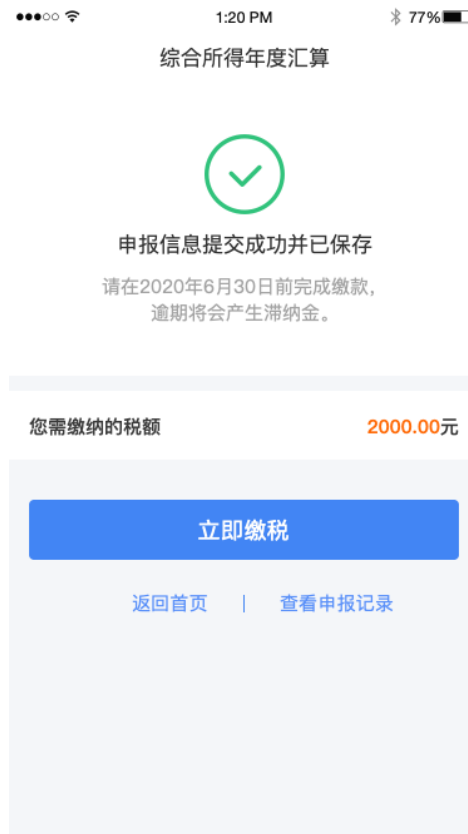 1:20 PM
77%
综合所得年度汇算
申报信息提交成功并已保存
请在2020年6月30日前完成缴款,
逾期将会产生滞纳金。
您需缴纳的税额 2000.00元
立即缴税
返回首页 | 查看申报记录